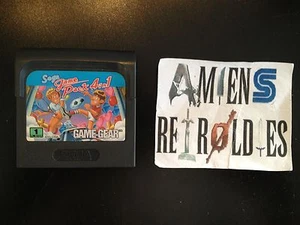 Sega
Game
Pack 4 in 1
GAME GEAR
AMIENS
RETROLDIES